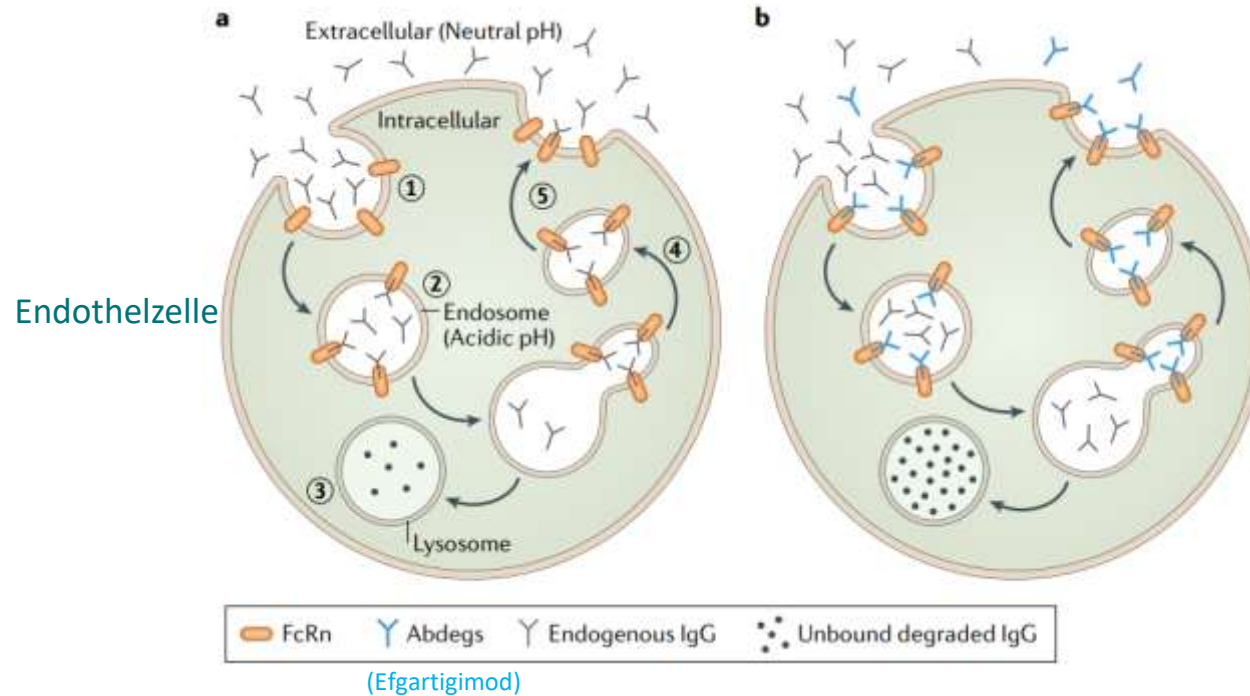 a
Extracellular (Neutral pH)
Intracellular
①
⑤
④
②
Endothelzelle
Endosome
(Acidic pH)
③
Lysosome
b
FcRn
Abdegs
Endogenous IgG
Unbound degraded IgG
(Efgartigimod)